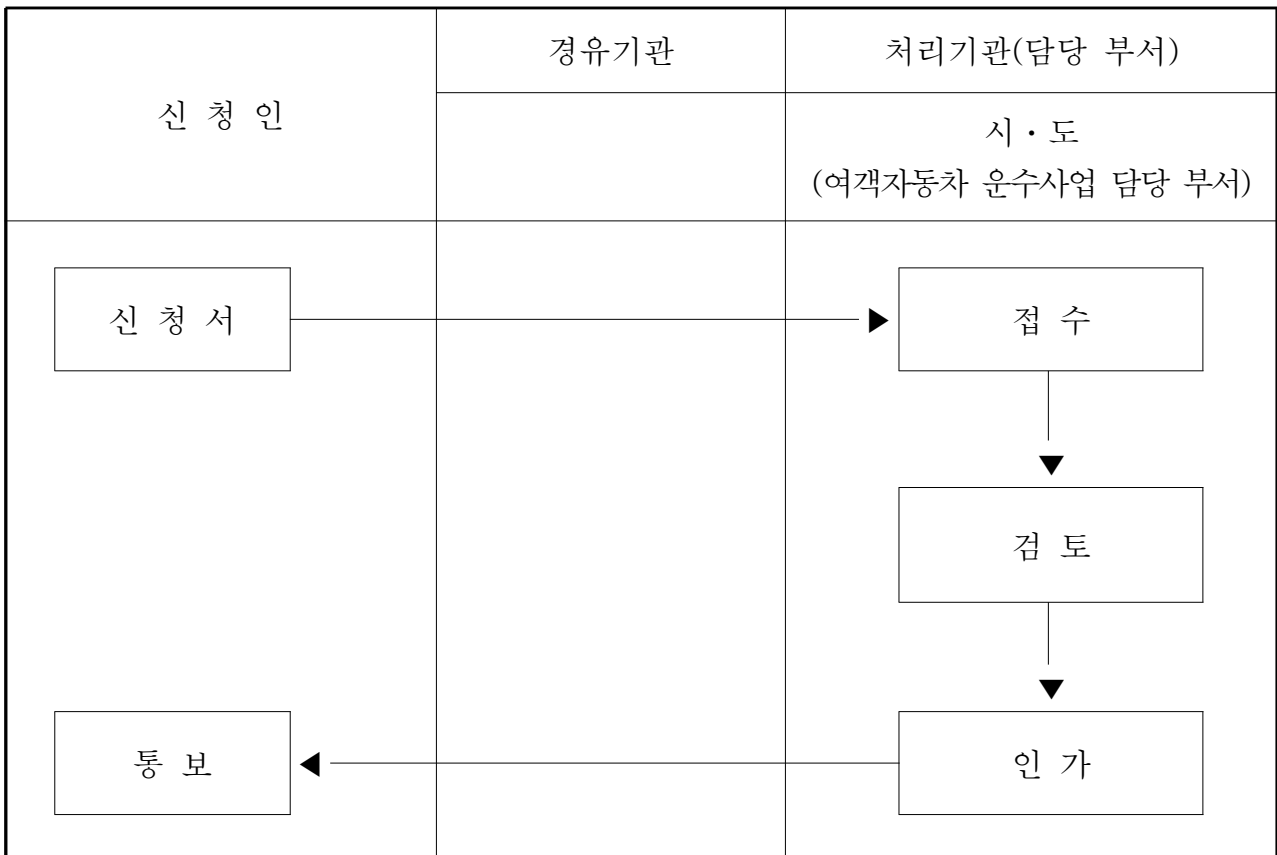 신 청 인
경유기관
처리기관(담당 부서)
시·도
(여객자동차 운수사업 담당 부서)
신 청 서
접 수
검 토
통 보
인 가